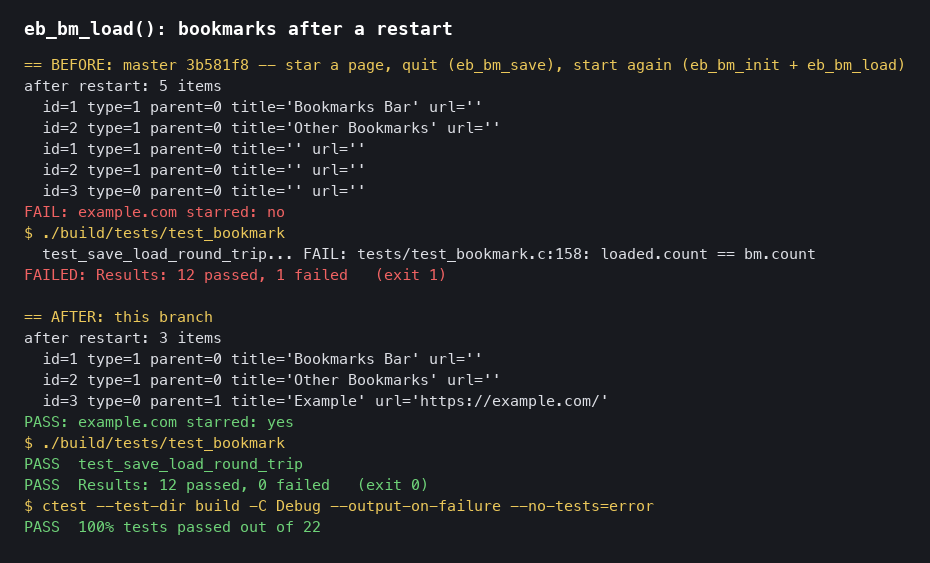 eb_bm_load(): bookmarks after a restart
== BEFORE: master 3b581f8 —— star a page, quit (eb_bm_save), start again (eb_bm_init + eb_bm_load)
after restart: 5 items
  id=1 type=1 parent=0 title='Bookmarks Bar' url=''
  id=2 type=1 parent=0 title='Other Bookmarks' url=''
  id=1 type=1 parent=0 title='' url=''
  id=2 type=1 parent=0 title='' url=''
  id=3 type=0 parent=0 title='' url=''
FAIL: example.com starred: no
$ ./build/tests/test_bookmark
  test_save_load_round_trip... FAIL: tests/test_bookmark.c:158: loaded.count == bm.count
FAILED: Results: 12 passed, 1 failed   (exit 1)
== AFTER: this branch
after restart: 3 items
  id=1 type=1 parent=0 title='Bookmarks Bar' url=''
  id=2 type=1 parent=0 title='Other Bookmarks' url=''
  id=3 type=0 parent=1 title='Example' url='https://example.com/'
PASS: example.com starred: yes
$ ./build/tests/test_bookmark
PASS  test_save_load_round_trip
PASS  Results: 12 passed, 0 failed   (exit 0)
$ ctest --test-dir build -C Debug --output-on-failure --no-tests=error
PASS  100% tests passed out of 22